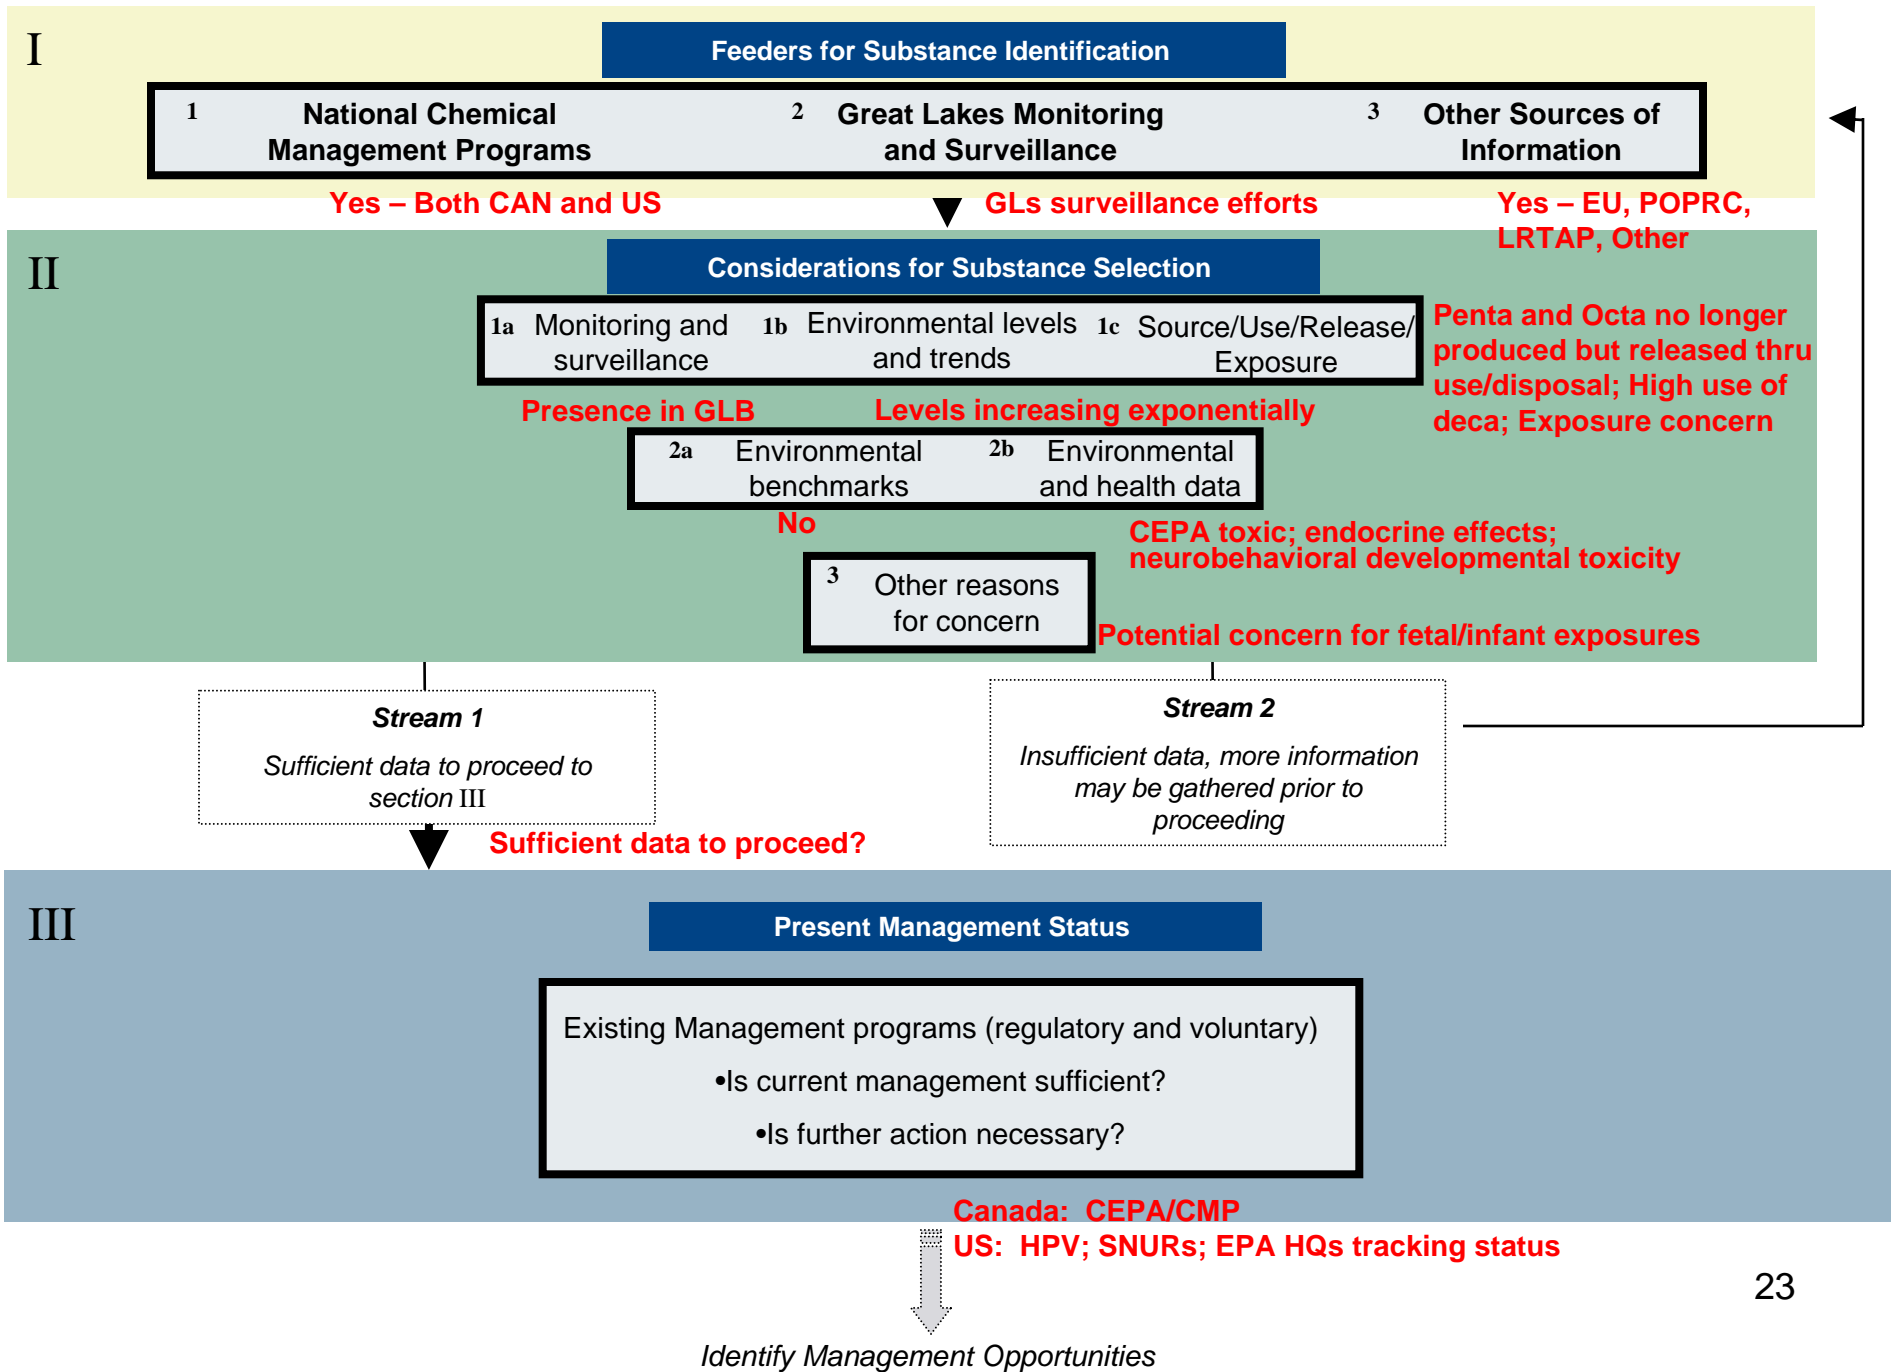 I
Feeders for Substance Identification
1 National Chemical
Management Programs
2 Great Lakes Monitoring
and Surveillance
3 Other Sources of
Information
Yes – Both CAN and US
GLs surveillance efforts
Yes – EU, POPRC,
LRTAP, Other
II
Considerations for Substance Selection
1a Monitoring and
surveillance
1b Environmental levels
and trends
1c Source/Use/Release/
Exposure
Penta and Octa no longer
produced but released thru
use/disposal; High use of
deca; Exposure concern
Presence in GLB
Levels increasing exponentially
2a Environmental
benchmarks
2b Environmental
and health data
No
CEPA toxic; endocrine effects;
neurobehavioral developmental toxicity
3 Other reasons
for concern
Potential concern for fetal/infant exposures
Stream 1
Sufficient data to proceed to
section III
Stream 2
Insufficient data, more information
may be gathered prior to
proceeding
Sufficient data to proceed?
III
Present Management Status
Existing Management programs (regulatory and voluntary)
•Is current management sufficient?
•Is further action necessary?
Canada: CEPA/CMP
US: HPV; SNURs; EPA HQs tracking status
23
Identify Management Opportunities